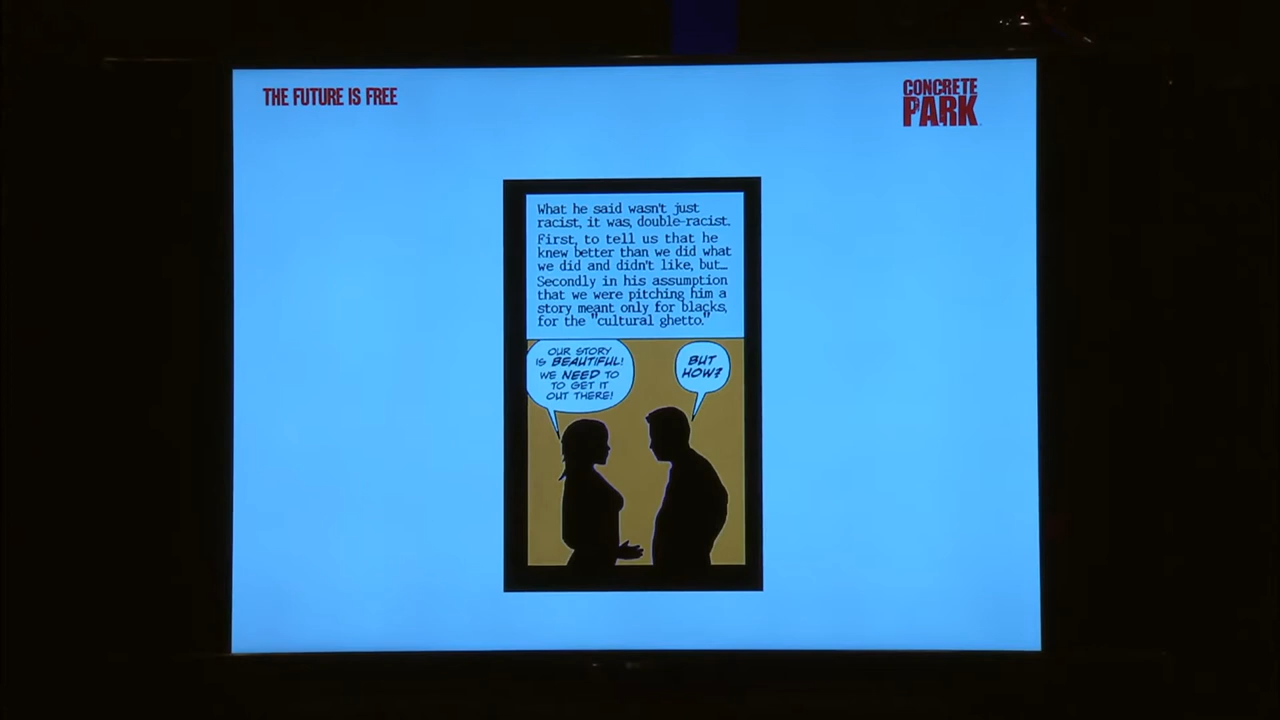 THE FUTURE IS FREE
CONCRETE
PARK
What he said wasn't just
racist, it was, double-racist.
First, to tell us that he
knew better than we did what
we did and didn't like, but...
Secondly in his assumption
that we were pitching him a
story meant only for blacks,
for the "cultural ghetto."
OUR STORY
IS BEAUTIFUL!
WE NEED TO
TO GET IT
OUT THERE!
BUT
HOW?